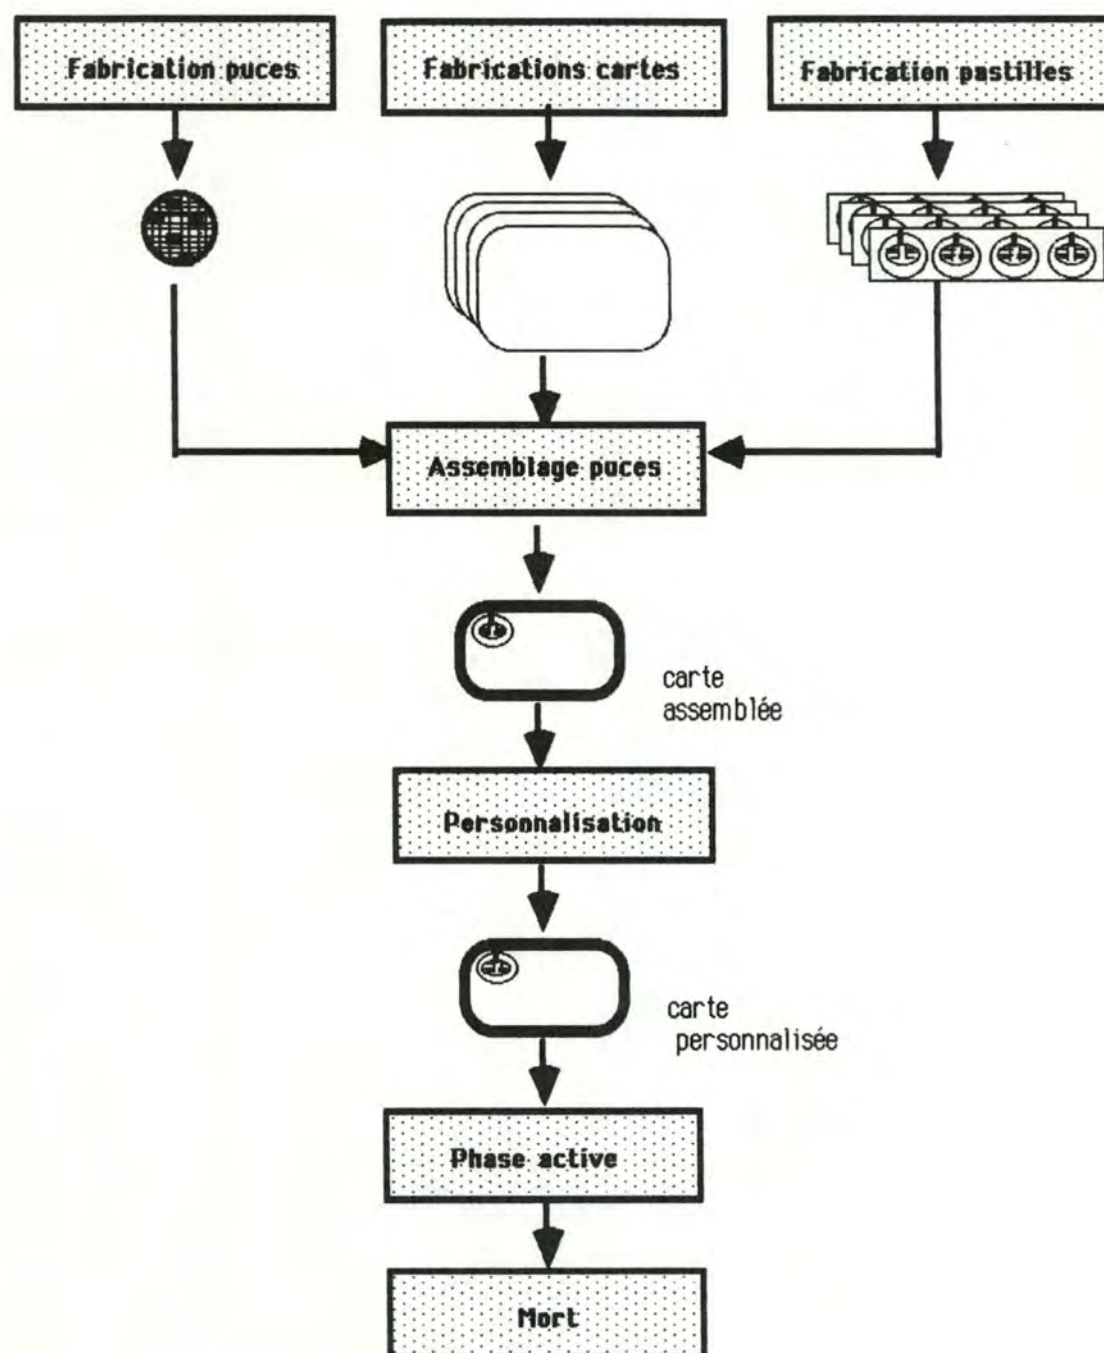 Fabrication puces
Fabrications cartes
Fabrication pastilles
Assemblage puces
carte
assemblée
Personnalisation
carte
personnalisée
Phase active
Mort